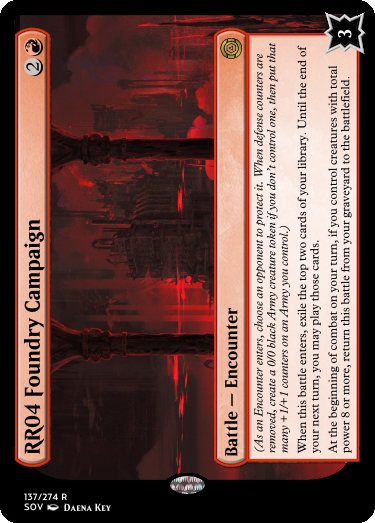 RR04 Foundry Campaign
2
Battle — Encounter
(As an Encounter enters, choose an opponent to protect it. When defense counters are
removed, create a 0/0 black Army creature token if you don't control one, then put that
many +1/+1 counters on an Army you control.)
When this battle enters, exile the top two cards of your library. Until the end of
your next turn, you may play those cards.
At the beginning of combat on your turn, if you control creatures with total
power 8 or more, return this battle from your graveyard to the battlefield.
3
137/274 R
SOV Daena Key